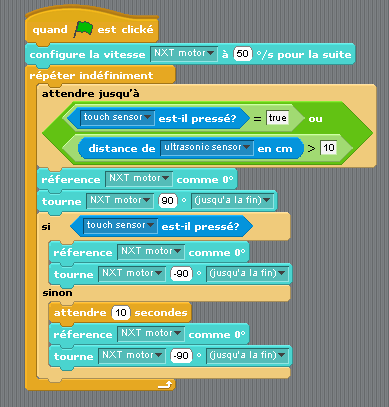 quand est clické
configure la vitesse NXT motor à 50 °/s pour la suite
répéter indéfiniment
attendre jusqu'à
touch sensor est-il pressé? = true ou
distance de ultrasonic sensor en cm > 10
réference NXT motor comme 0°
tourne NXT motor 90 ° (jusqu'a la fin)
si touch sensor est-il pressé?
réference NXT motor comme 0°
tourne NXT motor -90 ° (jusqu'a la fin)
sinon
attendre 10 secondes
réference NXT motor comme 0°
tourne NXT motor -90 ° (jusqu'a la fin)